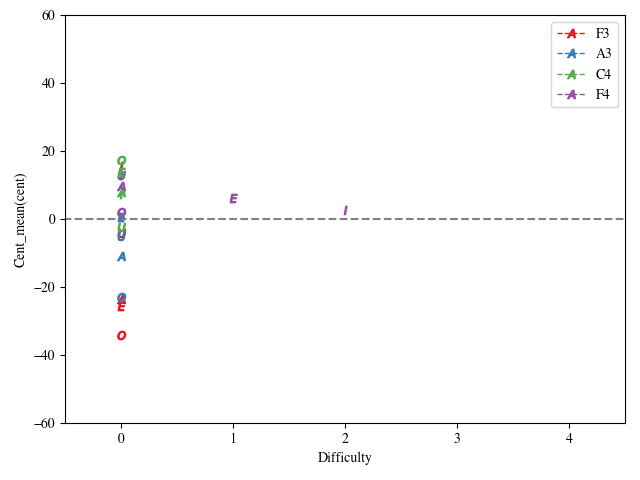 60
40
20
0
−20
−40
−60
Cent_mean(cent)
0 1 2 3 4
Difficulty
A F3
A A3
A C4
A F4
O
A
E
I
A
O
E
O